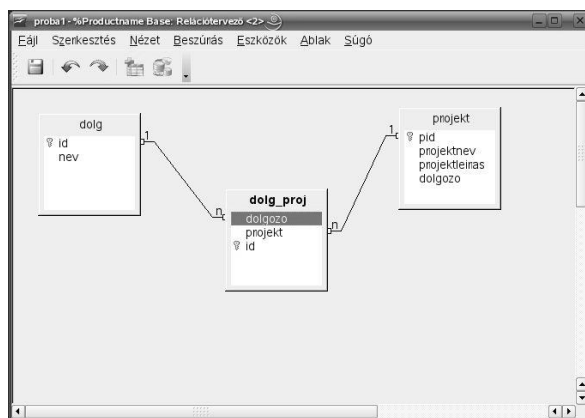 proba1 - %Productname Base: Relációtervező <2>
Fájl Szerkesztés Nézet Beszúrás Eszközök Ablak Súgó
dolg
id
nev
1
n
dolg_proj
dolgozo
projekt
id
1
n
projekt
pid
projektnev
projektleiras
dolgozo